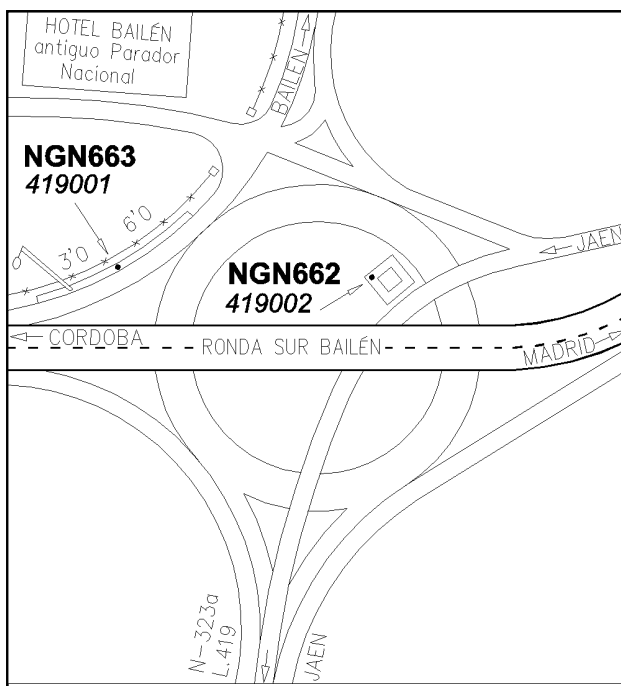 HOTEL BAILÉN
antiguo Parador
Nacional
BAILEN
NGN663
419001
3'0
6'0
JAEN
NGN662
419002
CORDOBA
RONDA SUR BAILÉN
MADRID
N-323a
L.419
JAEN